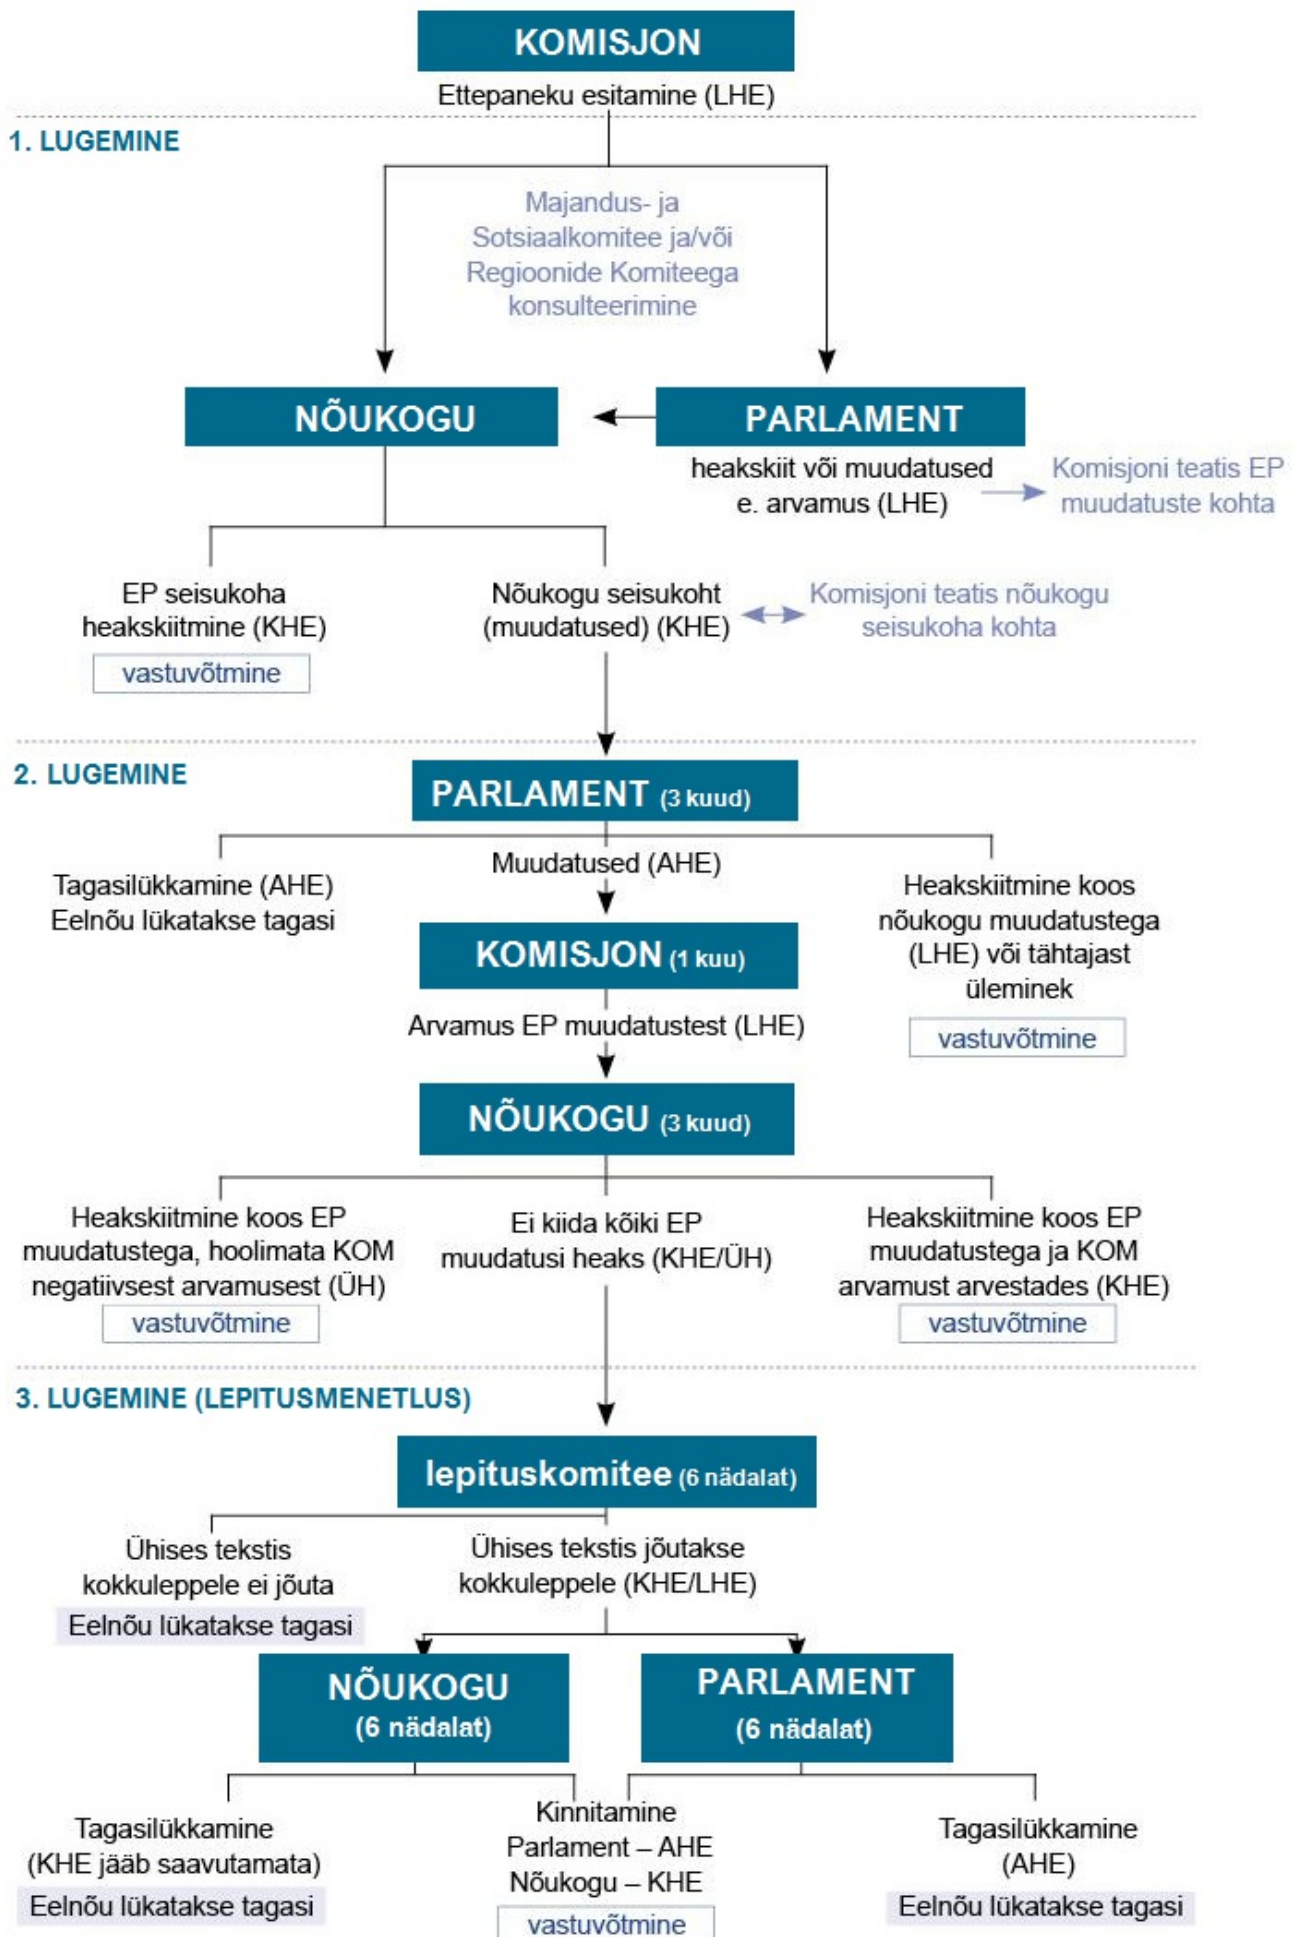 KOMISJON
Ettepaneku esitamine (LHE)
1. LUGEMINE
Majandus- ja
Sotsiaalkomitee ja/või
Regioonide Komiteega
konsulteerimine
NÕUKOGU
PARLAMENT
heakskiit või muudatused
e. arvamus (LHE)
Komisjoni teatis EP
muudatuste kohta
EP seisukoha
heakskiitmine (KHE)
vastuvõtmine
Nõukogu seisukoht
(muudatused) (KHE)
Komisjoni teatis nõukogu
seisukoha kohta
2. LUGEMINE
PARLAMENT (3 kuud)
Tagasilükkamine (AHE)
Eelnõu lükatakse tagasi
Muudatused (AHE)
Heakskiitmine koos
nõukogu muudatustega
(LHE) või tähtajast
üleminek
vastuvõtmine
KOMISJON (1 kuu)
Arvamus EP muudatustest (LHE)
NÕUKOGU (3 kuud)
Heakskiitmine koos EP
muudatustega, hoolimata KOM
negatiivsest arvamusest (ÜH)
vastuvõtmine
Ei kiida kõiki EP
muudatusi heaks (KHE/ÜH)
Heakskiitmine koos EP
muudatustega ja KOM
arvamust arvestades (KHE)
vastuvõtmine
3. LUGEMINE (LEPITUSMENETLUS)
lepituskomitee (6 nädalat)
Ühises tekstis
kokkuleppele ei jõuta
Eelnõu lükatakse tagasi
Ühises tekstis jõutakse
kokkuleppele (KHE/LHE)
NÕUKOGU
(6 nädalat)
PARLAMENT
(6 nädalat)
Tagasilükkamine
(KHE jääb saavutamata)
Eelnõu lükatakse tagasi
Kinnitamine
Parlament – AHE
Nõukogu – KHE
vastuvõtmine
Tagasilükkamine
(AHE)
Eelnõu lükatakse tagasi